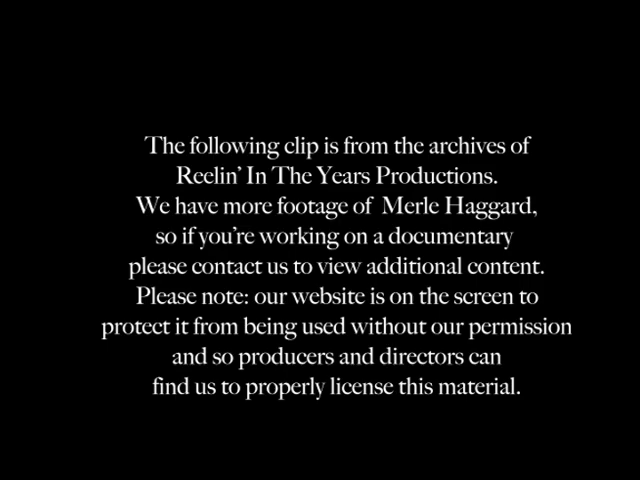 The following clip is from the archives of
Reelin' In The Years Productions.
We have more footage of Merle Haggard,
so if you're working on a documentary
please contact us to view additional content.
Please note: our website is on the screen to
protect it from being used without our permission
and so producers and directors can
find us to properly license this material.